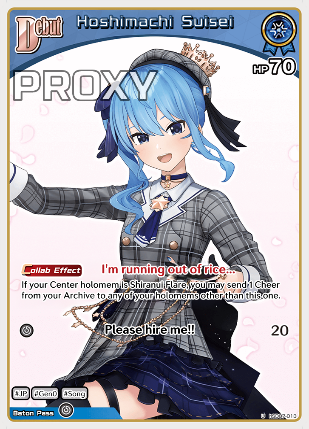 Debut
Hoshimachi Suisei
HP 70
PROXY
Collab Effect
I'm running out of rice...
If your Center holomem is Shiranui Flare, you may send 1 Cheer
from your Archive to any of your holomems other than this one.
Please hire me!!
20
#JP #Gen0 #Song
Baton Pass